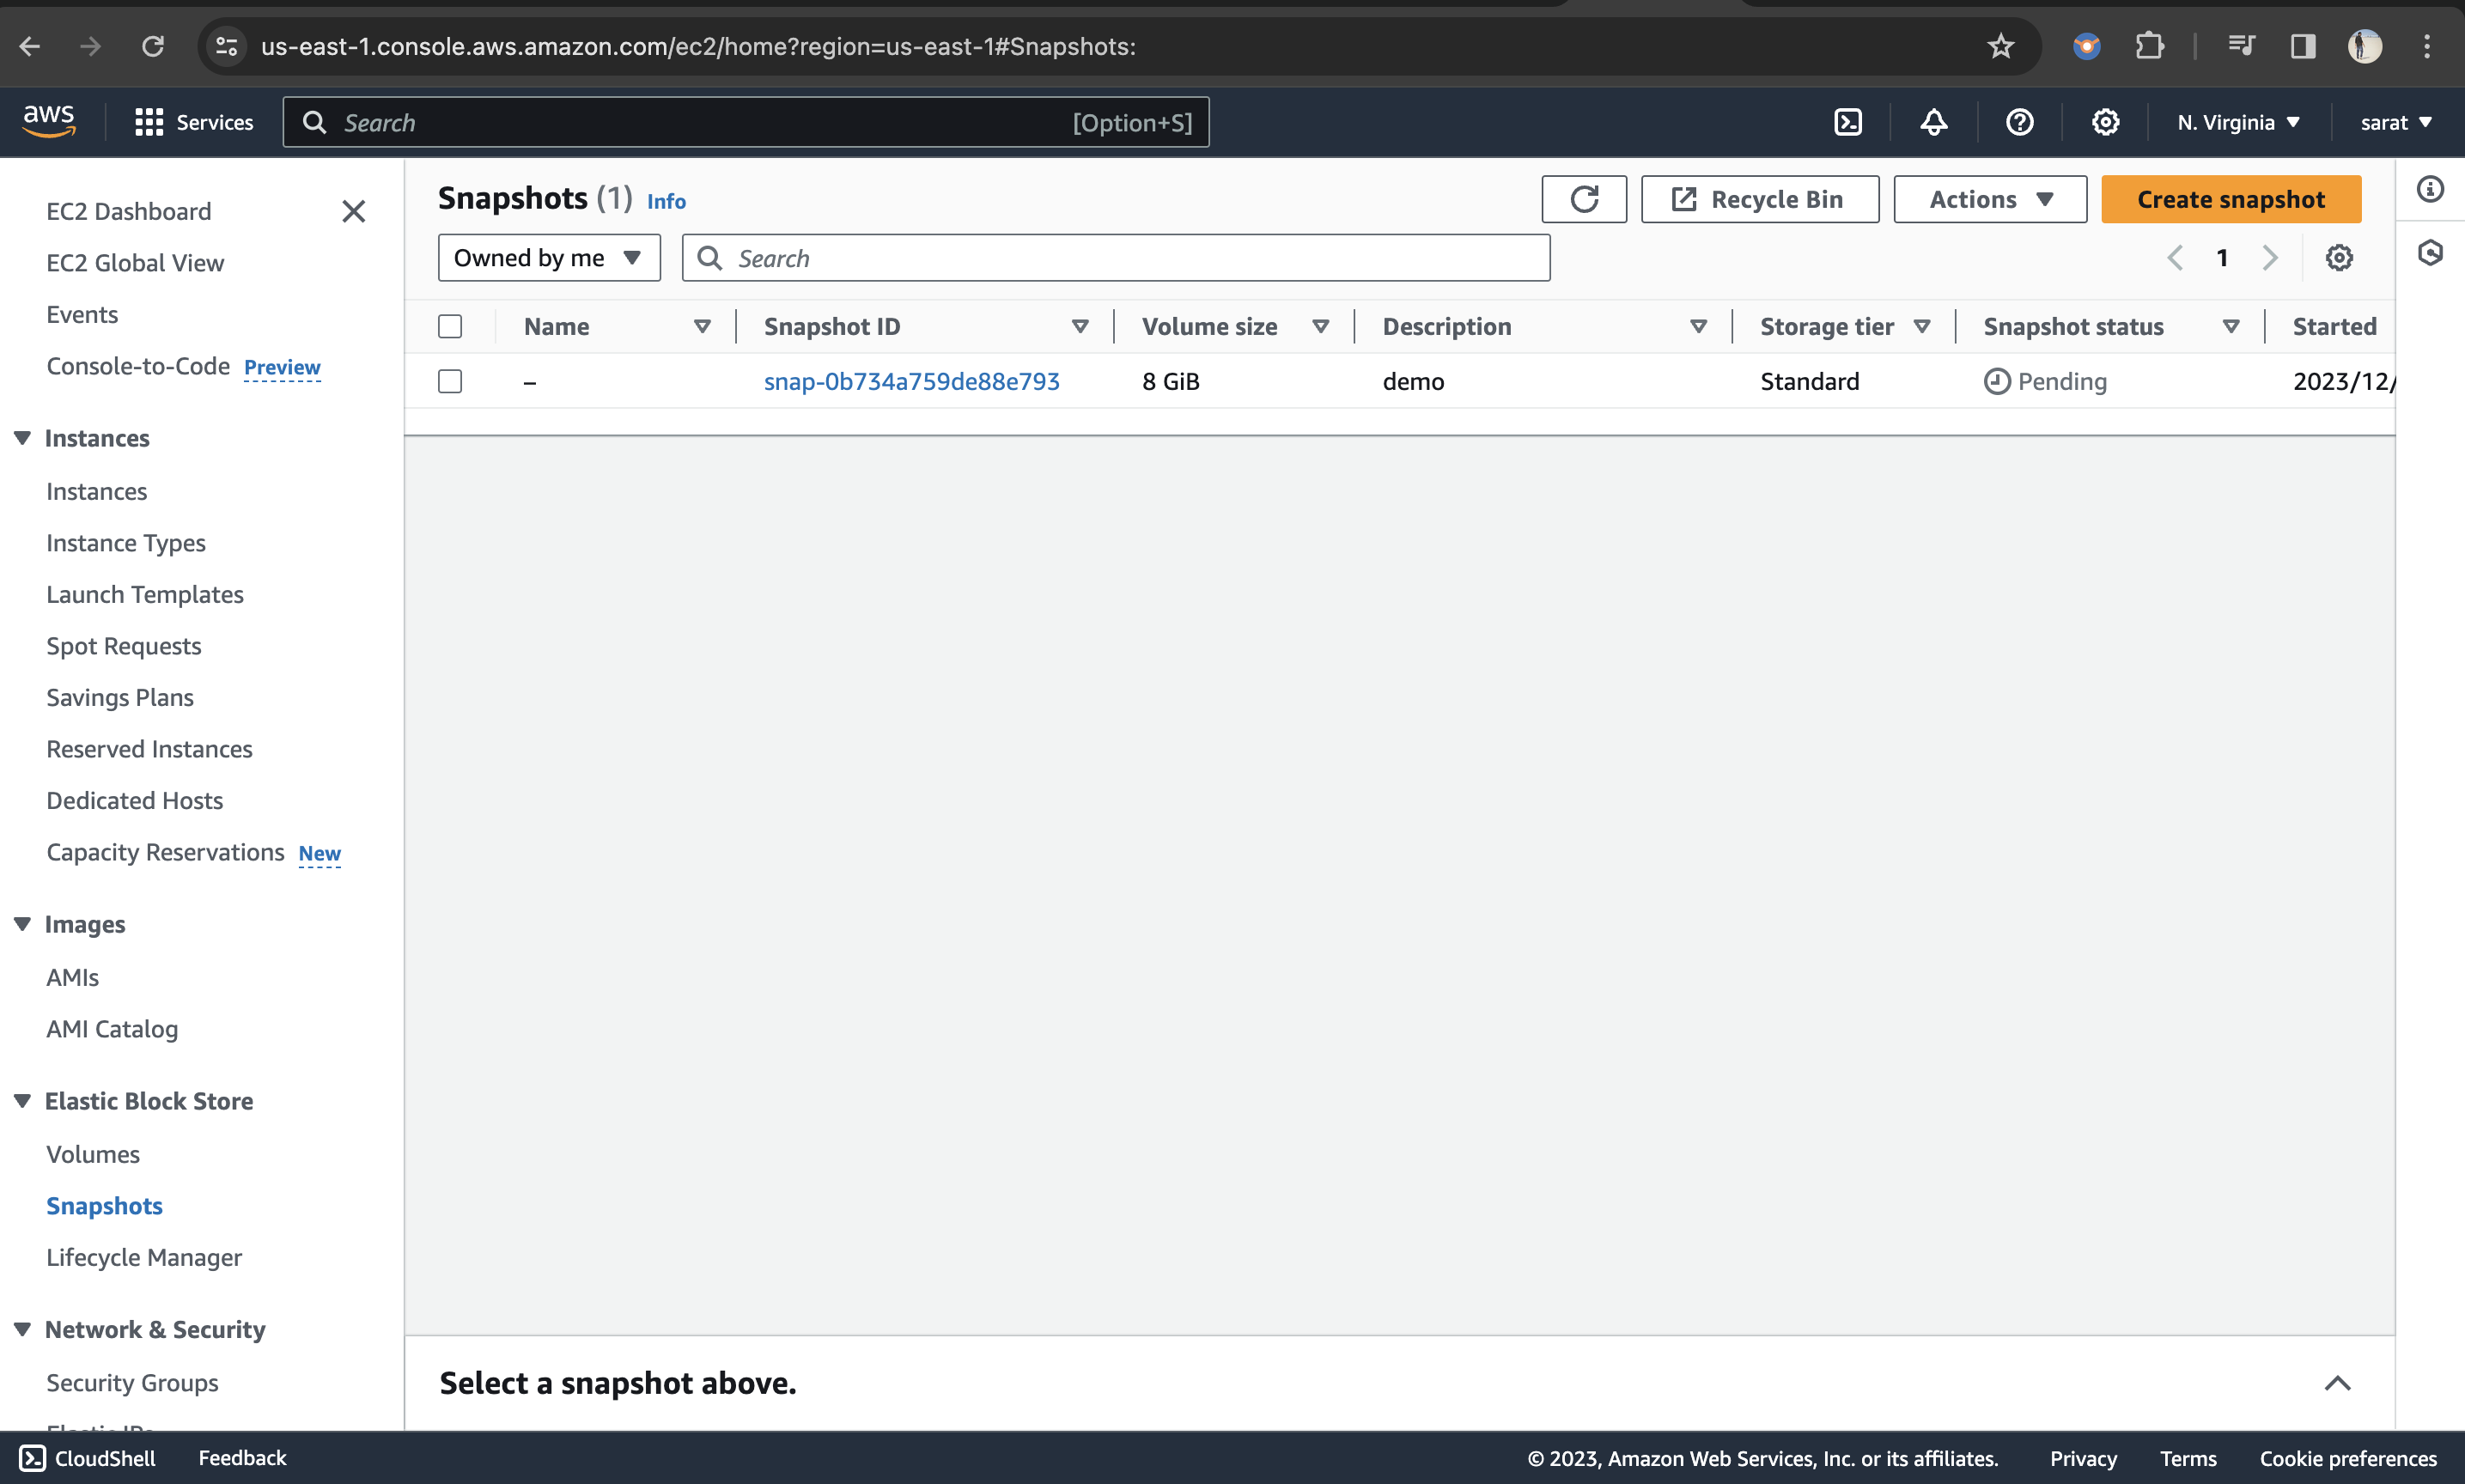 us-east-1.console.aws.amazon.com/ec2/home?region=us-east-1#Snapshots:
aws Services Search [Option+S] N. Virginia sarat
EC2 Dashboard
EC2 Global View
Events
Console-to-Code Preview
Instances
Instances
Instance Types
Launch Templates
Spot Requests
Savings Plans
Reserved Instances
Dedicated Hosts
Capacity Reservations New
Images
AMIs
AMI Catalog
Elastic Block Store
Volumes
Snapshots
Lifecycle Manager
Network & Security
Security Groups
Snapshots (1) Info Recycle Bin Actions Create snapshot
Owned by me Search 1
Name Snapshot ID Volume size Description Storage tier Snapshot status Started
– snap-0b734a759de88e793 8 GiB demo Standard Pending 2023/12/
Select a snapshot above.
CloudShell Feedback © 2023, Amazon Web Services, Inc. or its affiliates. Privacy Terms Cookie preferences